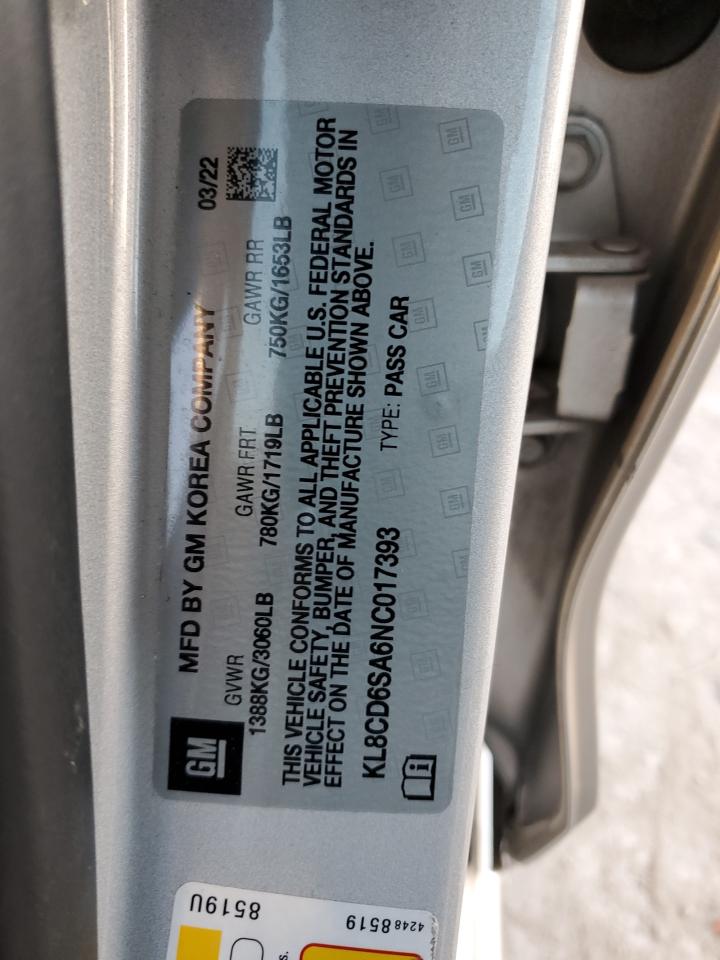 MFD BY GM KOREA COMPANY 03/22
GVWR GAWR FRT GAWR RR
1388KG/3060LB 780KG/1719LB 750KG/1653LB
THIS VEHICLE CONFORMS TO ALL APPLICABLE U.S. FEDERAL MOTOR
VEHICLE SAFETY, BUMPER, AND THEFT PREVENTION STANDARDS IN
EFFECT ON THE DATE OF MANUFACTURE SHOWN ABOVE.
KL8CD6SA6NC017393 TYPE: PASS CAR
GM
8519U
42488519
s.